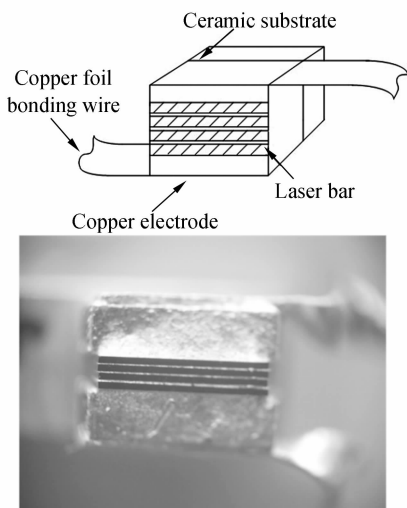 Ceramic substrate
Copper foil
bonding wire
Laser bar
Copper electrode